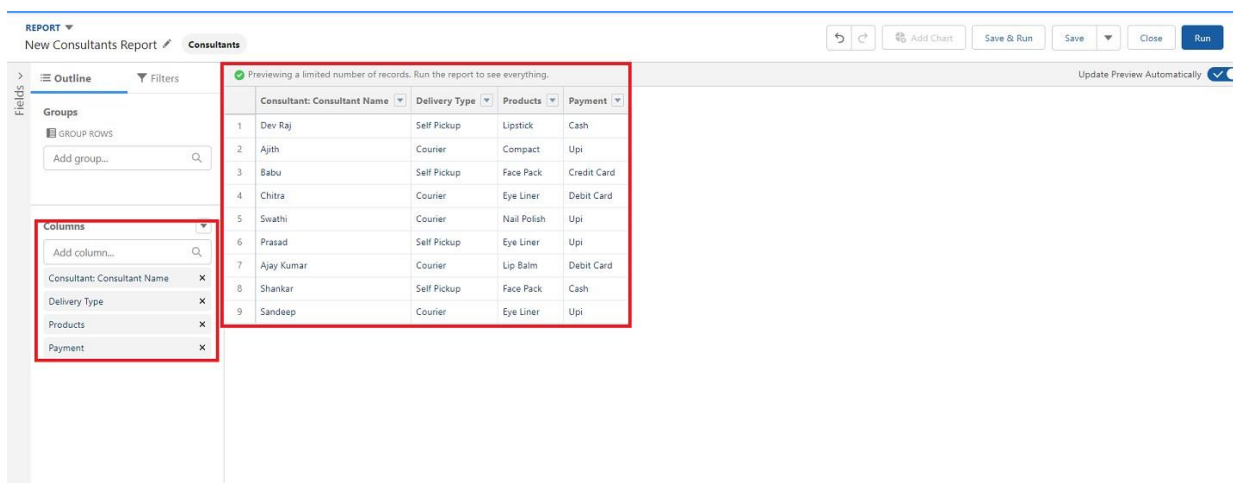 REPORT
New Consultants Report Consultants
Add Chart Save & Run Save Close Run
Fields
Outline Filters
Groups
GROUP ROWS
Add group...
Columns
Add column...
Consultant: Consultant Name
Delivery Type
Products
Payment
Previewing a limited number of records. Run the report to see everything.
Update Preview Automatically
Consultant: Consultant Name Delivery Type Products Payment
1 Dev Raj Self Pickup Lipstick Cash
2 Ajith Courier Compact Upi
3 Babu Self Pickup Face Pack Credit Card
4 Chitra Courier Eye Liner Debit Card
5 Swathi Courier Nail Polish Upi
6 Prasad Self Pickup Eye Liner Upi
7 Ajay Kumar Courier Lip Balm Debit Card
8 Shankar Self Pickup Face Pack Cash
9 Sandeep Courier Eye Liner Upi